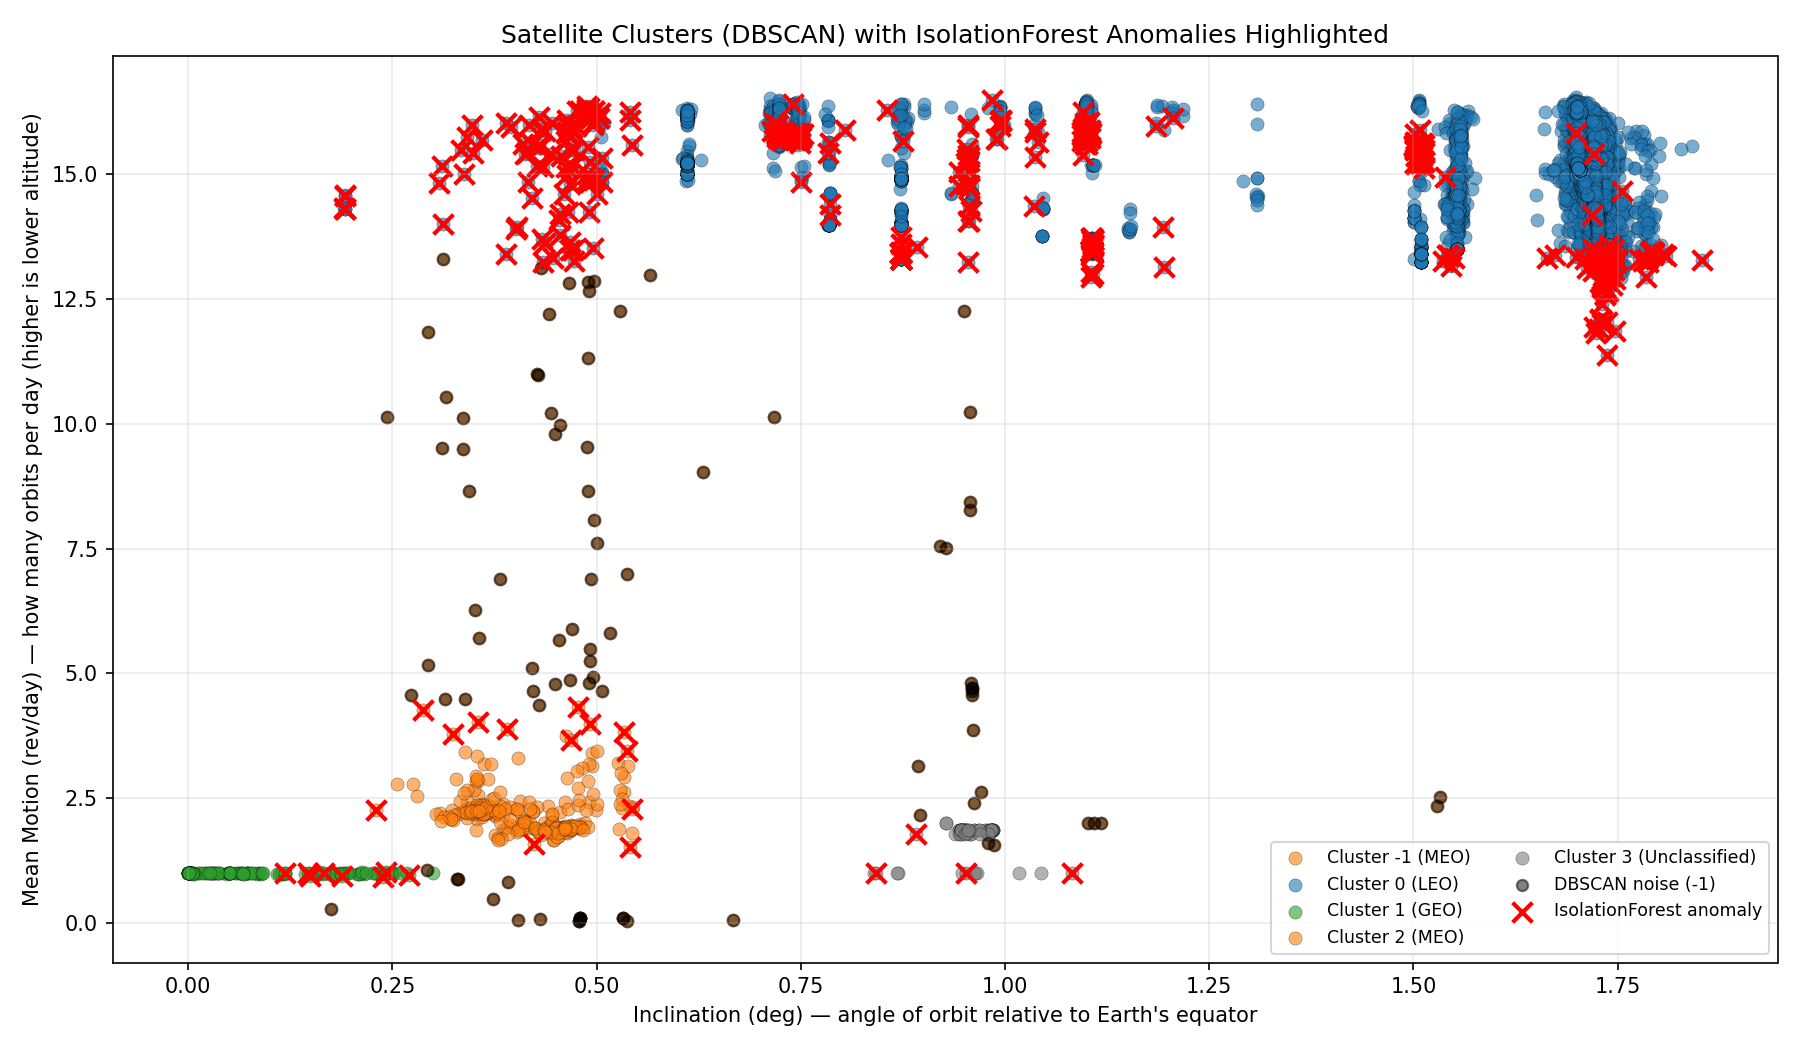 Satellite Clusters (DBSCAN) with IsolationForest Anomalies Highlighted
Mean Motion (rev/day) — how many orbits per day (higher is lower altitude)
15.0
12.5
10.0
7.5
5.0
2.5
0.0
0.00 0.25 0.50 0.75 1.00 1.25 1.50 1.75
Inclination (deg) — angle of orbit relative to Earth's equator
Cluster -1 (MEO)
Cluster 0 (LEO)
Cluster 1 (GEO)
Cluster 2 (MEO)
Cluster 3 (Unclassified)
DBSCAN noise (-1)
IsolationForest anomaly